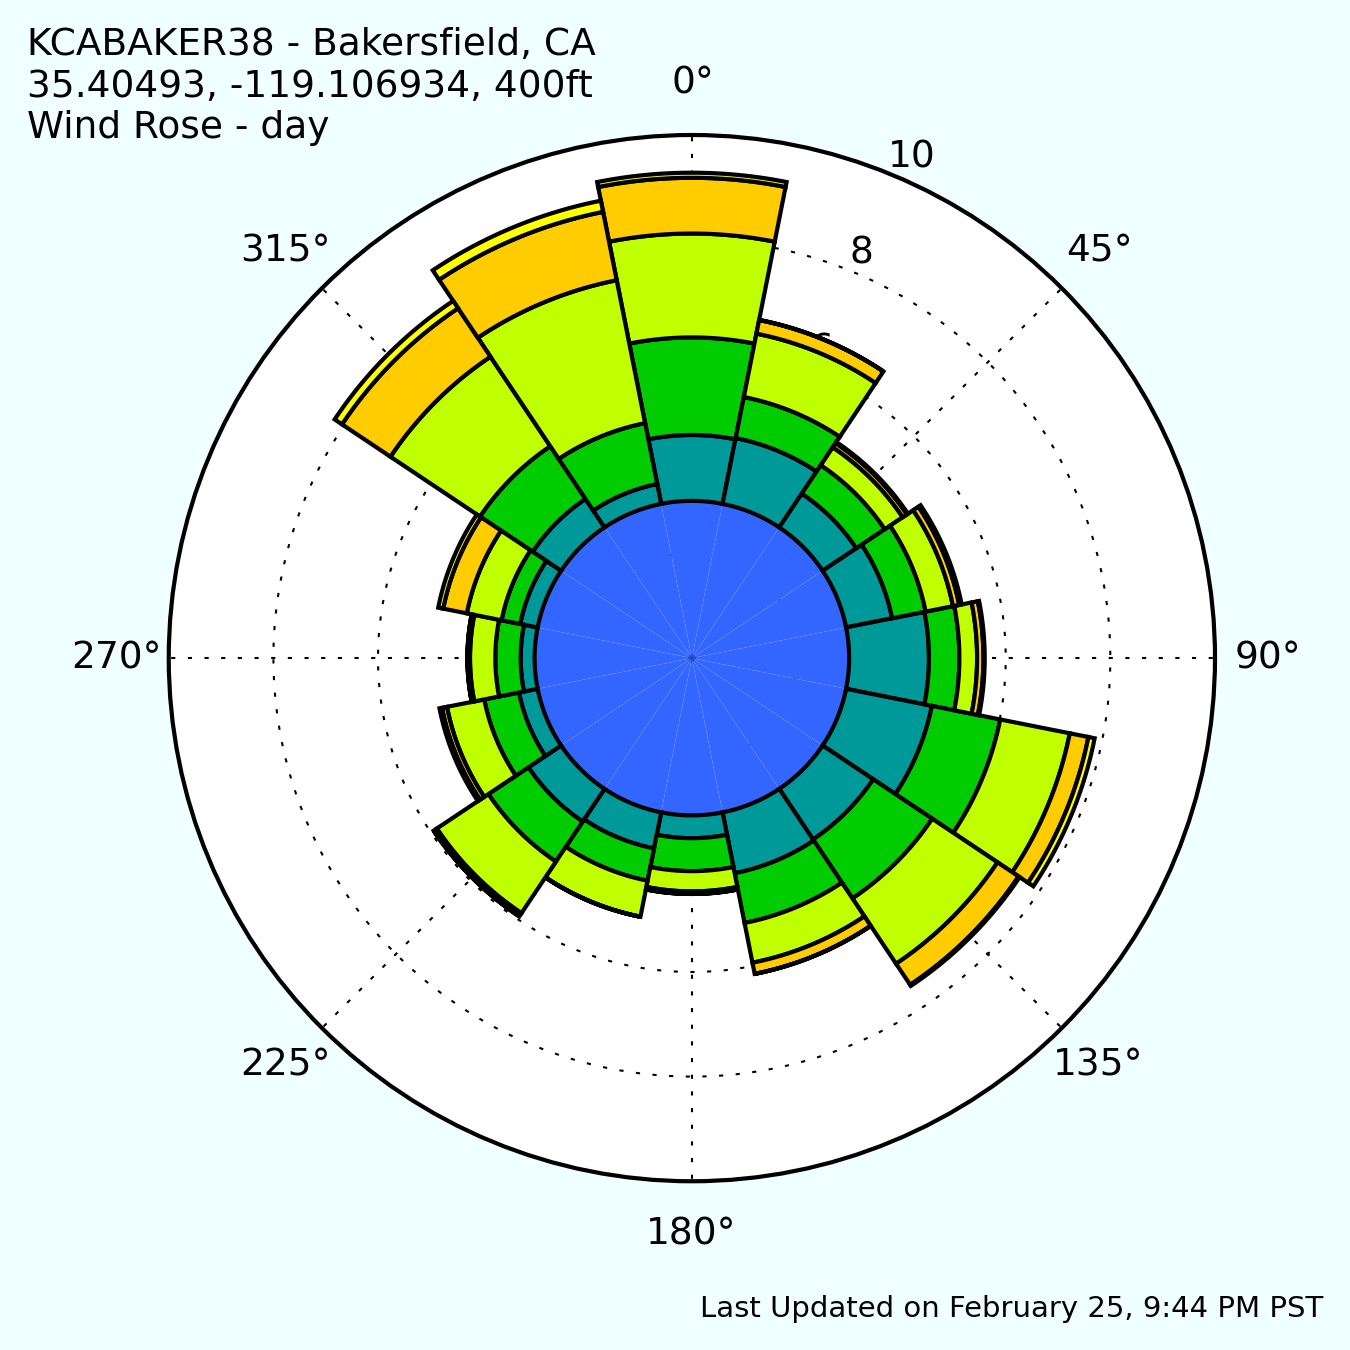 KCABAKER38 - Bakersfield, CA
35.40493, -119.106934, 400ft
Wind Rose - day
0°
10
315°
8
45°
270°
90°
225°
135°
180°
Last Updated on February 25, 9:44 PM PST